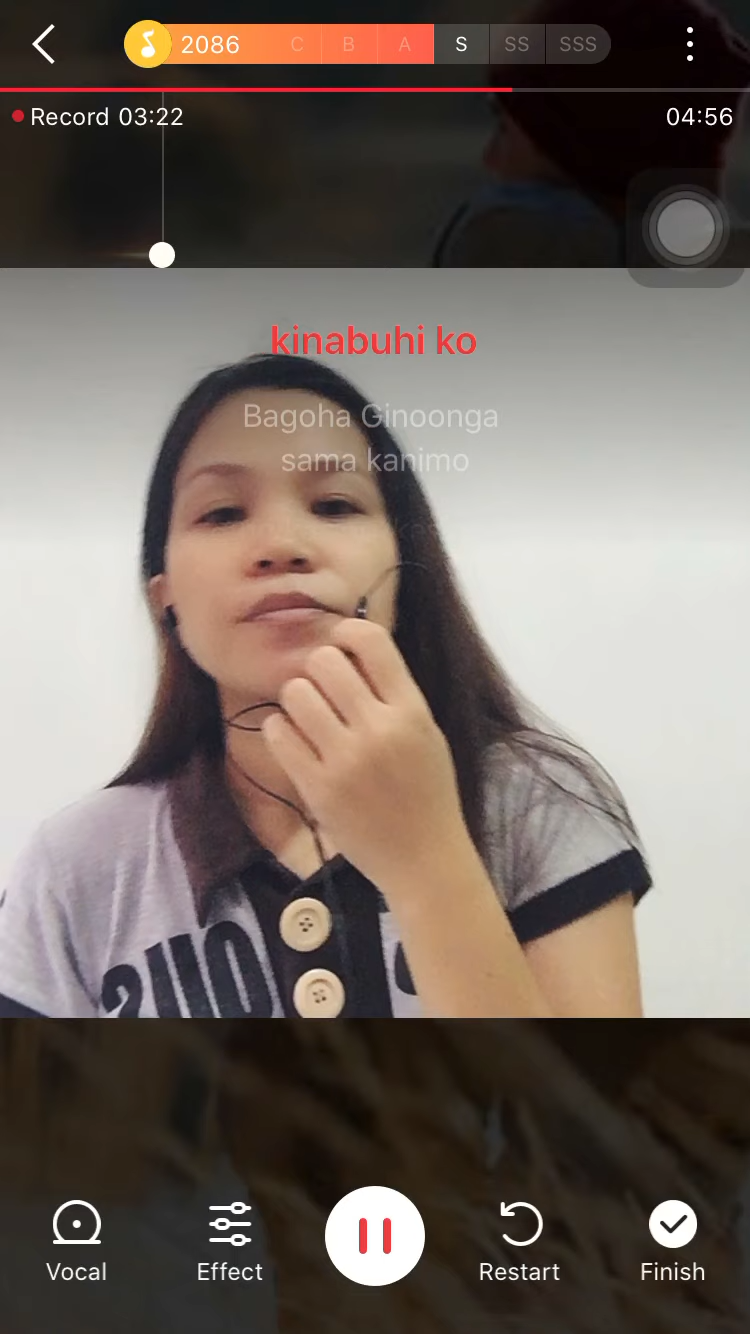 2086 C B A S SS SSS
Record 03:22 04:56
kinabuhi ko
Bagoha Ginoonga
sama kanimo
Vocal Effect Restart Finish